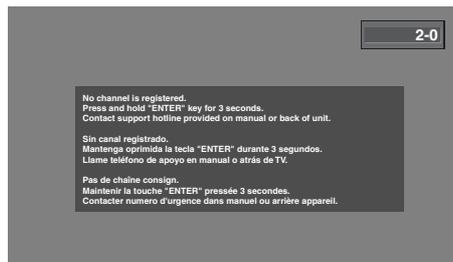 2-0
No channel is registered.
Press and hold "ENTER" key for 3 seconds.
Contact support hotline provided on manual or back of unit.
Sin canal registrado.
Mantenga oprimida la tecla "ENTER" durante 3 segundos.
Llame teléfono de apoyo en manual o atrás de TV.
Pas de chaîne consign.
Maintenir la touche "ENTER" pressée 3 secondes.
Contacter numero d'urgence dans manuel ou arrière appareil.